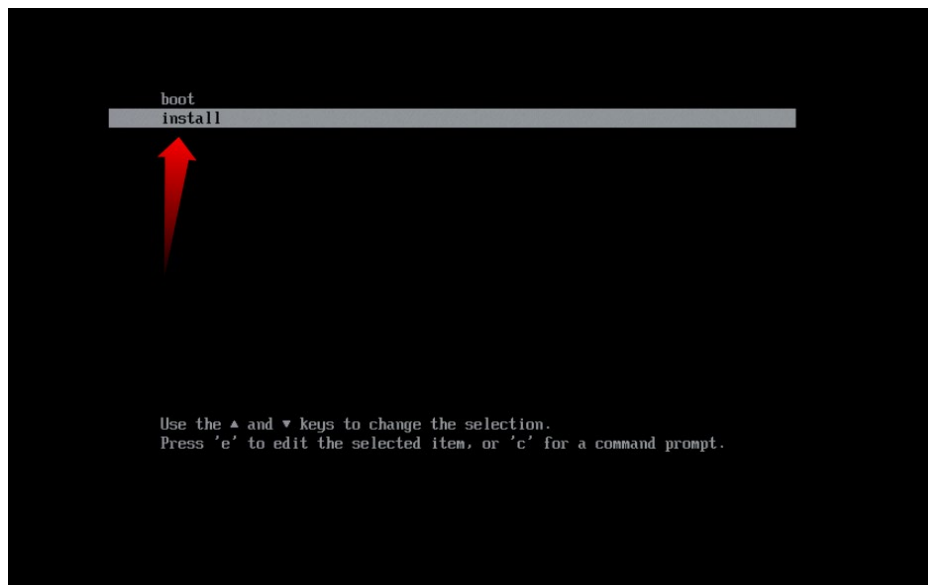 boot
install
Use the ▲ and ▼ keys to change the selection.
Press 'e' to edit the selected item, or 'c' for a command prompt.